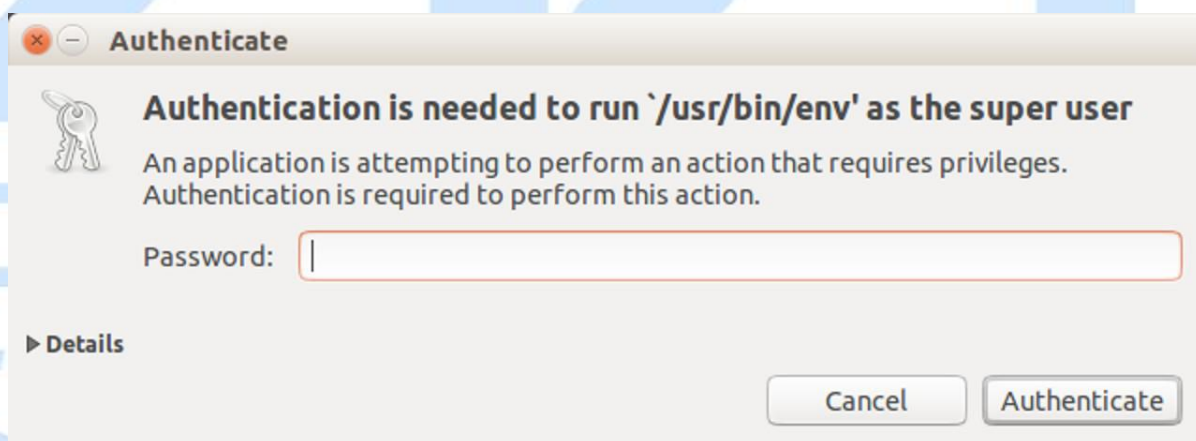 Authenticate
Authentication is needed to run `/usr/bin/env' as the super user
An application is attempting to perform an action that requires privileges.
Authentication is required to perform this action.
Password:
Details
Cancel Authenticate